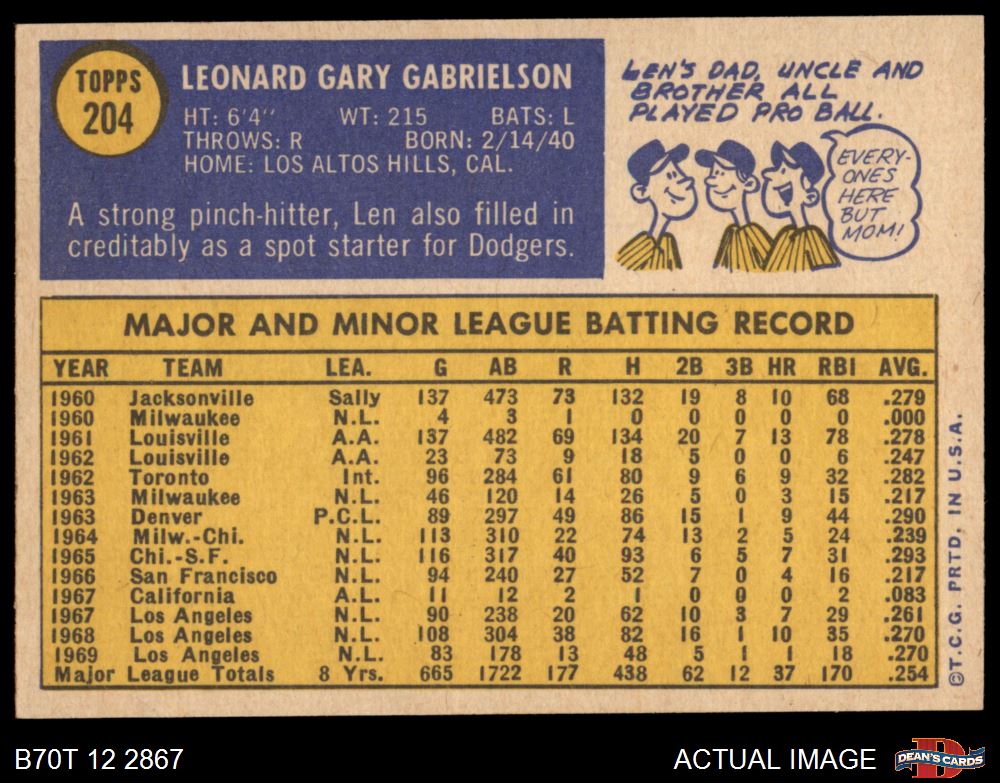 TOPPS
204
LEONARD GARY GABRIELSON
HT: 6'4" WT: 215 BATS: L
THROWS: R BORN: 2/14/40
HOME: LOS ALTOS HILLS, CAL.
A strong pinch-hitter, Len also filled in
creditably as a spot starter for Dodgers.
LEN'S DAD, UNCLE AND
BROTHER ALL
PLAYED PRO BALL.
EVERY-
ONES
HERE
BUT
MOM!
MAJOR AND MINOR LEAGUE BATTING RECORD
YEAR TEAM LEA. G AB R H 2B 3B HR RBI AVG.
1960 Jacksonville Sally 137 473 73 132 19 8 10 68 .279
1960 Milwaukee N.L. 4 3 1 0 0 0 0 0 .000
1961 Louisville A.A. 137 482 69 134 20 7 13 78 .278
1962 Louisville A.A. 23 73 9 18 5 0 0 6 .247
1962 Toronto Int. 96 284 61 80 9 6 9 32 .282
1963 Milwaukee N.L. 46 120 14 26 5 0 3 15 .217
1963 Denver P.C.L. 89 297 49 86 15 1 9 44 .290
1964 Milw.-Chi. N.L. 113 310 22 74 13 2 5 24 .239
1965 Chi.-S.F. N.L. 116 317 40 93 6 5 7 31 .293
1966 San Francisco N.L. 94 240 27 52 7 0 4 16 .217
1967 California A.L. 11 12 2 1 0 0 0 2 .083
1967 Los Angeles N.L. 90 238 20 62 10 3 7 29 .261
1968 Los Angeles N.L. 108 304 38 82 16 1 10 35 .270
1969 Los Angeles N.L. 83 178 13 48 5 1 1 18 .270
Major League Totals 8 Yrs. 665 1722 177 438 62 12 37 170 .254
©T.C.G. PRTD. IN U.S.A.
B70T 12 2867
ACTUAL IMAGE
D
DEAN'S CARDS